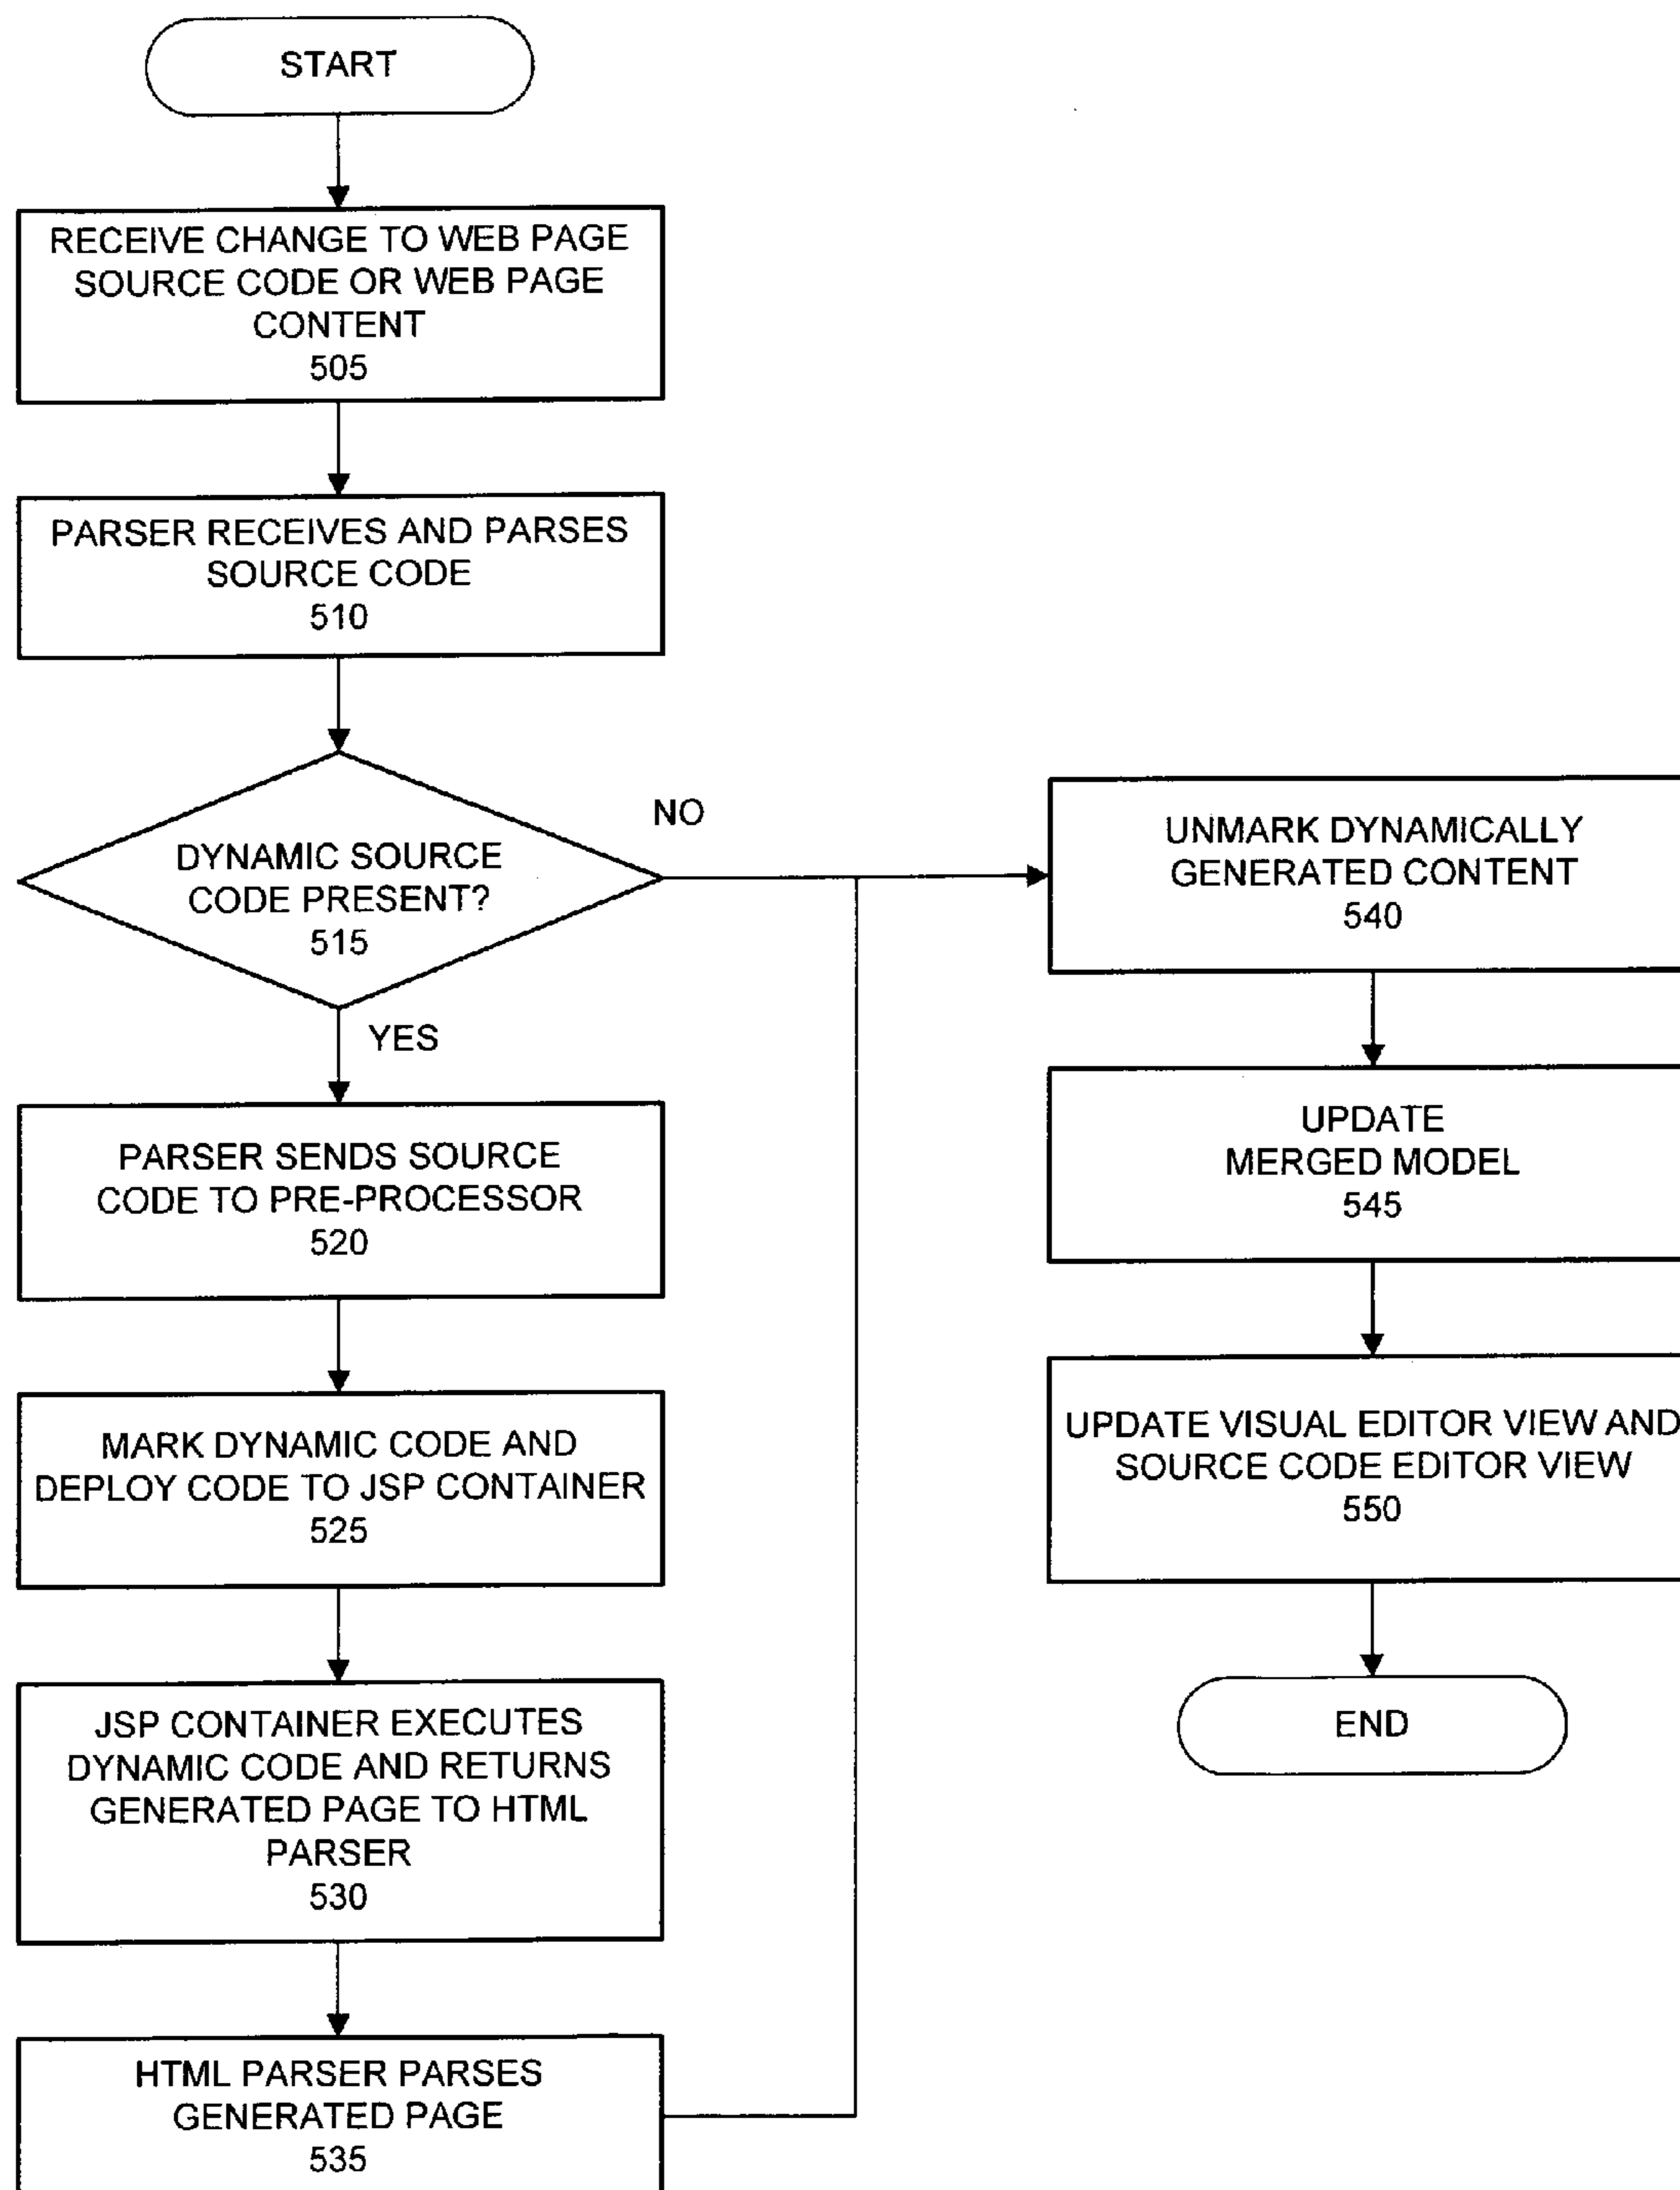 START
RECEIVE CHANGE TO WEB PAGE
SOURCE CODE OR WEB PAGE
CONTENT
505
PARSER RECEIVES AND PARSES
SOURCE CODE
510
DYNAMIC SOURCE
CODE PRESENT?
515
NO
YES
PARSER SENDS SOURCE
CODE TO PRE-PROCESSOR
520
MARK DYNAMIC CODE AND
DEPLOY CODE TO JSP CONTAINER
525
JSP CONTAINER EXECUTES
DYNAMIC CODE AND RETURNS
GENERATED PAGE TO HTML
PARSER
530
HTML PARSER PARSES
GENERATED PAGE
535
UNMARK DYNAMICALLY
GENERATED CONTENT
540
UPDATE
MERGED MODEL
545
UPDATE VISUAL EDITOR VIEW AND
SOURCE CODE EDITOR VIEW
550
END